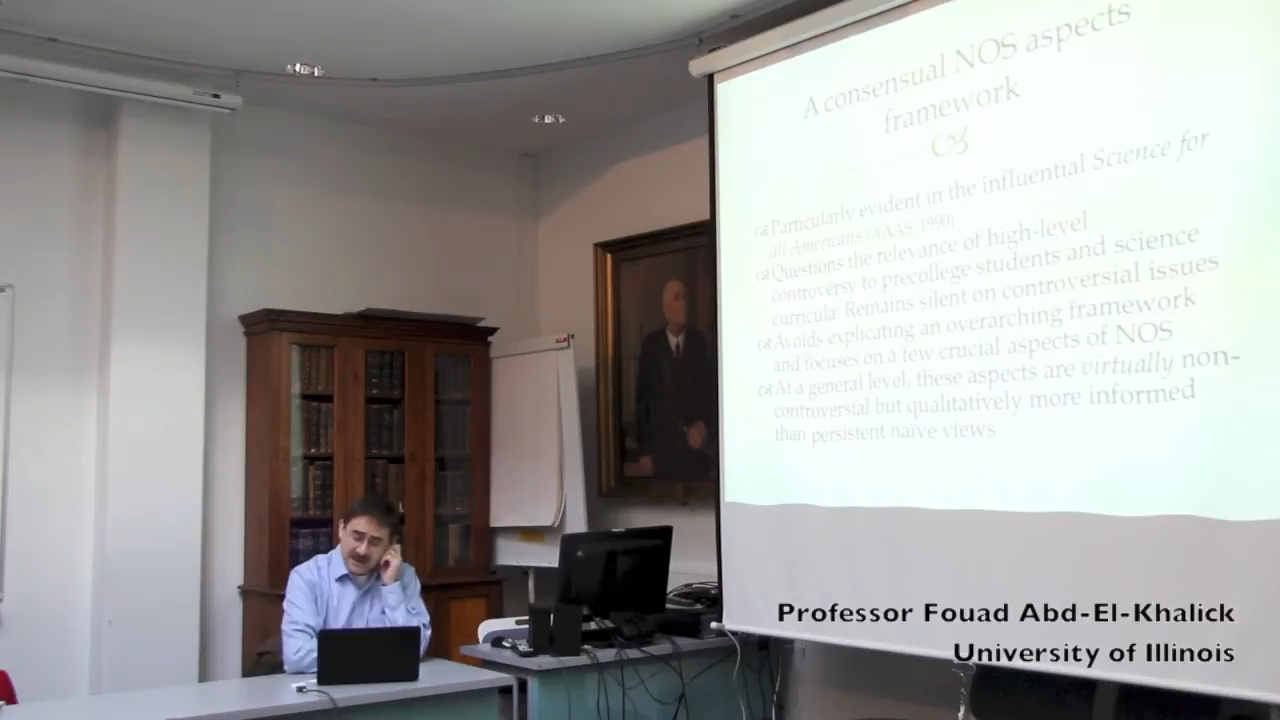 A consensual NOS aspects
framework
Particularly evident in the influential Science for
all Americans (AAAS, 1990)
Questions the relevance of high-level
controversy to precollege students and science
curricula. Remains silent on controversial issues
Avoids explicating an overarching framework
and focuses on a few crucial aspects of NOS
At a general level, these aspects are virtually non-
controversial but qualitatively more informed
than persistent naïve views
Professor Fouad Abd-El-Khalick
University of Illinois